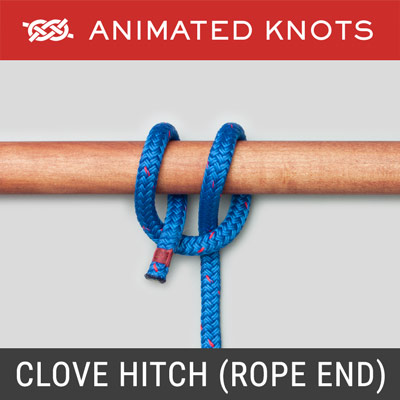 ANIMATED KNOTS
CLOVE HITCH (ROPE END)